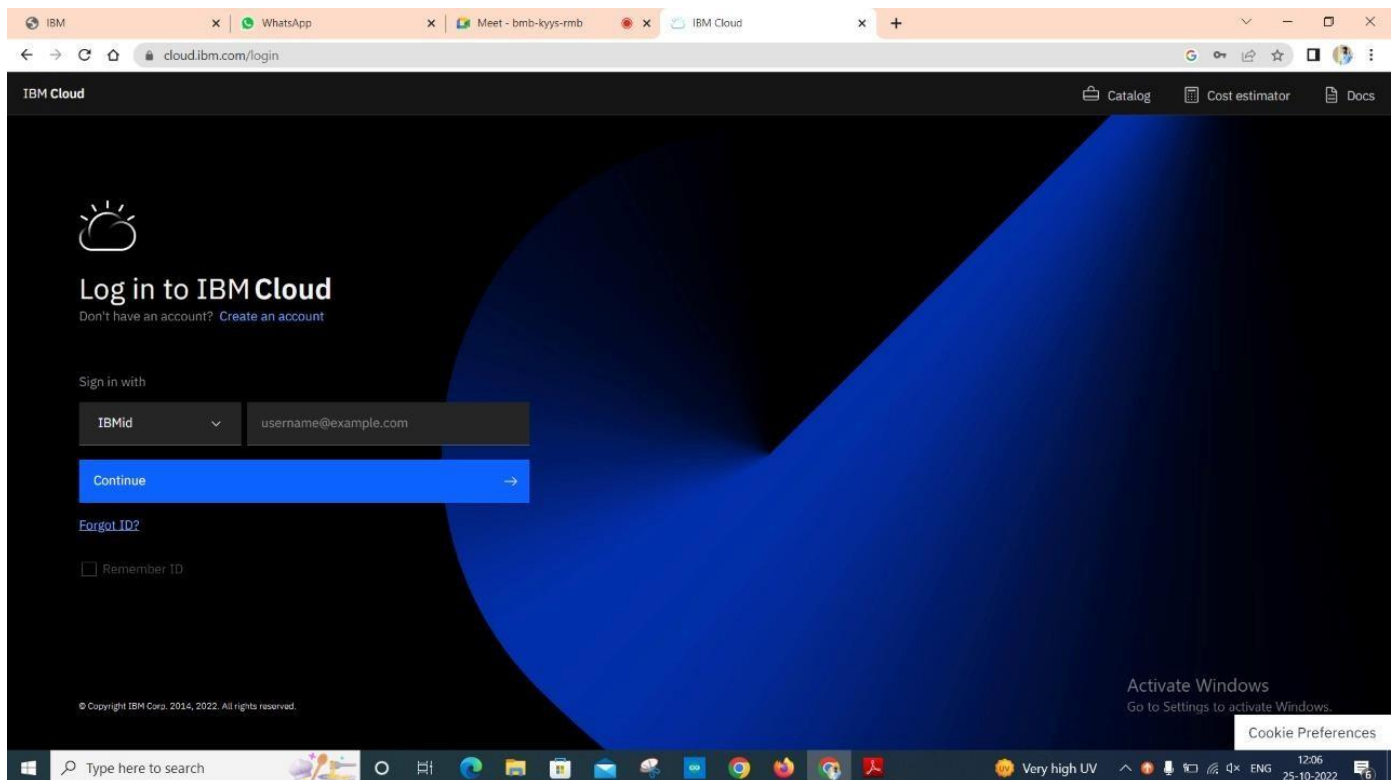 IBM
WhatsApp
Meet - bmb-kyys-rmb
IBM Cloud
cloud.ibm.com/login
IBM Cloud
Catalog
Cost estimator
Docs
Log in to IBM Cloud
Don't have an account? Create an account
Sign in with
IBMid
username@example.com
Continue
Forgot ID?
Remember ID
© Copyright IBM Corp. 2014, 2022. All rights reserved.
Activate Windows
Go to Settings to activate Windows.
Cookie Preferences
Type here to search
Very high UV
ENG
12:06
25-10-2022
6